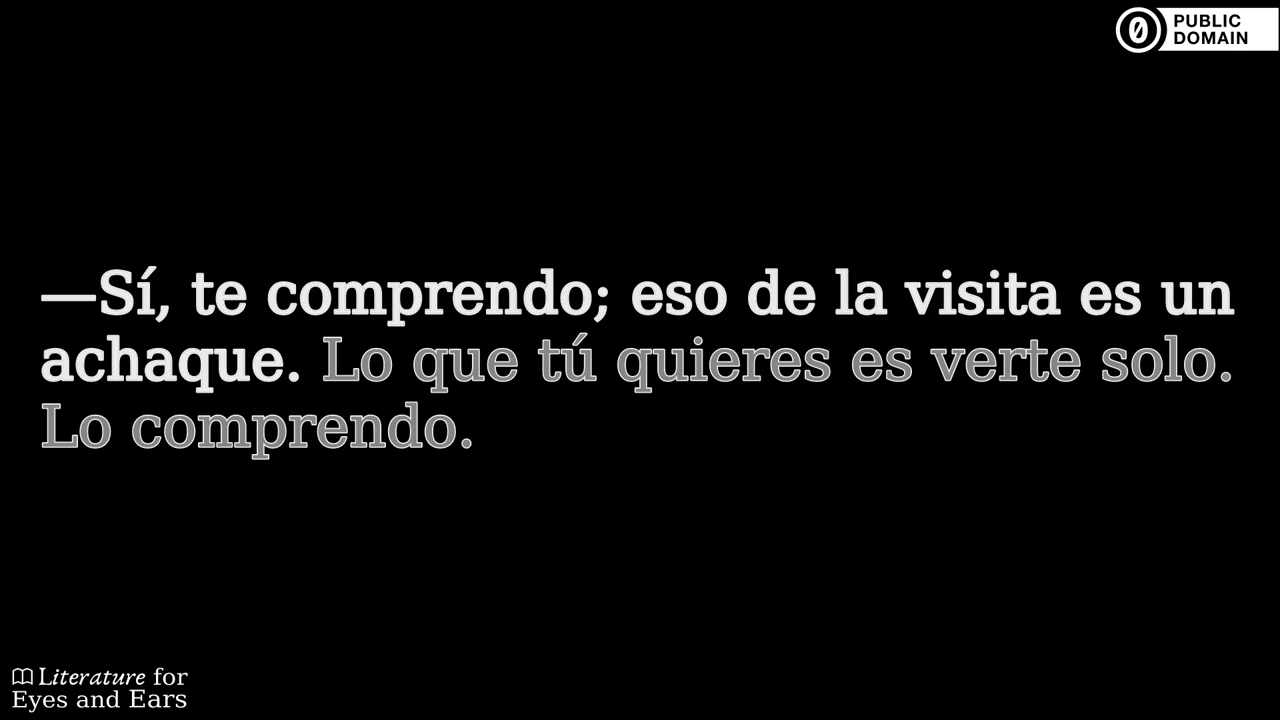 PUBLIC
DOMAIN
—Sí, te comprendo; eso de la visita es un
achaque. Lo que tú quieres es verte solo.
Lo comprendo.
Literature for
Eyes and Ears